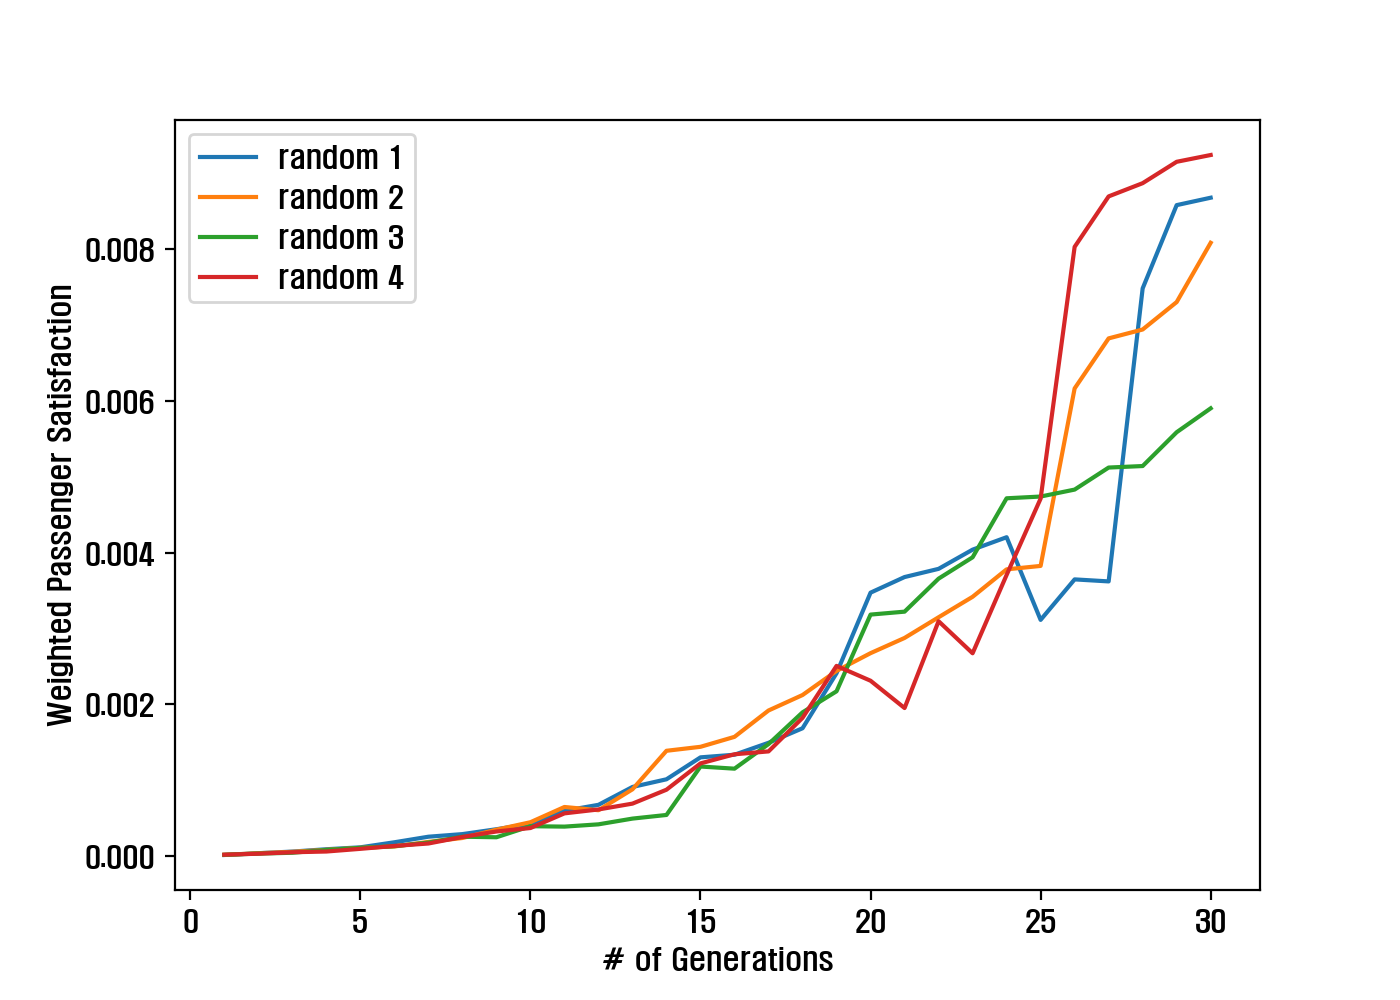 random 1
random 2
random 3
random 4
Weighted Passenger Satisfaction
0.008
0.006
0.004
0.002
0.000
0 5 10 15 20 25 30
# of Generations